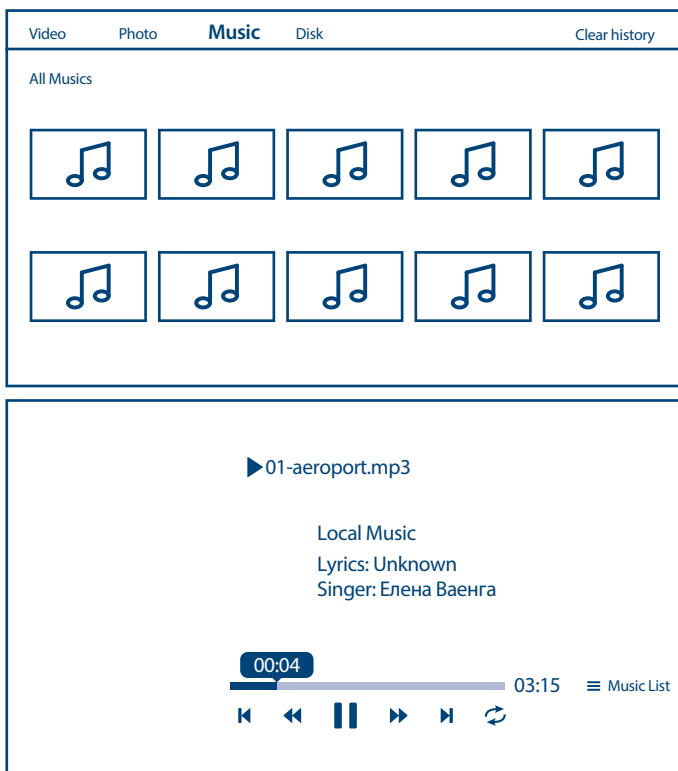 Video Photo Music Disk Clear history
All Musics
01-aeroport.mp3
Local Music
Lyrics: Unknown
Singer: Елена Ваенга
00:04
03:15 Music List